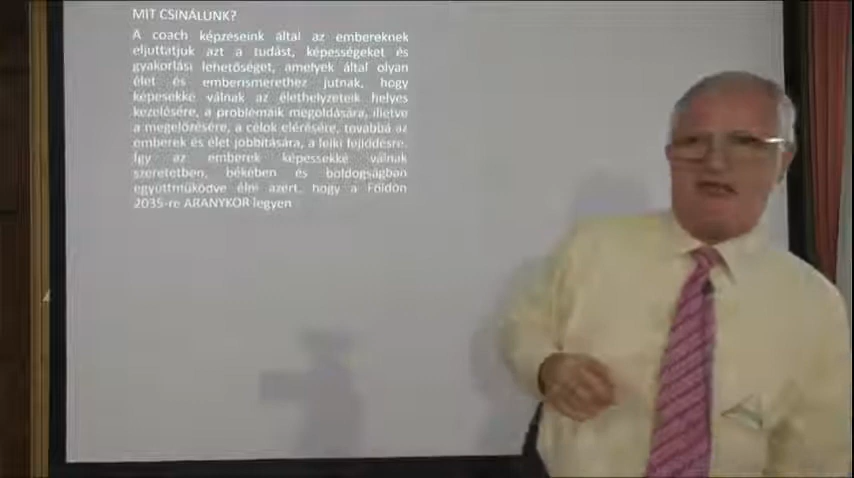 MIT CSINÁLUNK?
A coach képzéseink által az embereknek
eljuttatjuk azt a tudást, képességeket és
gyakorlási lehetőséget, amelyek által olyan
élet és emberismerethez jutnak, hogy
képesekké válnak az élethelyzeteik helyes
kezelésére, a problémáik megoldására, illetve
a megelőzésére, a célok elérésére, továbbá az
emberek és élet jobbítására, a lelki fejlődésre.
Így az emberek képessekké válnak
szeretetben, békében és boldogságban
együttműködve élni azért, hogy a Földön
2035-re ARANYKOR legyen